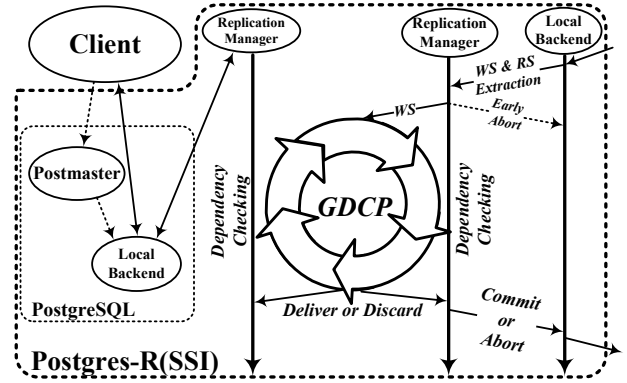 Client
Replication
Manager
Replication
Manager
Local
Backend
WS & RS
Extraction
WS
Early
Abort
Postmaster
Dependency
Checking
GDCP
Dependency
Checking
Local
Backend
PostgreSQL
Deliver or Discard
Commit
or
Abort
Postgres-R(SSI)